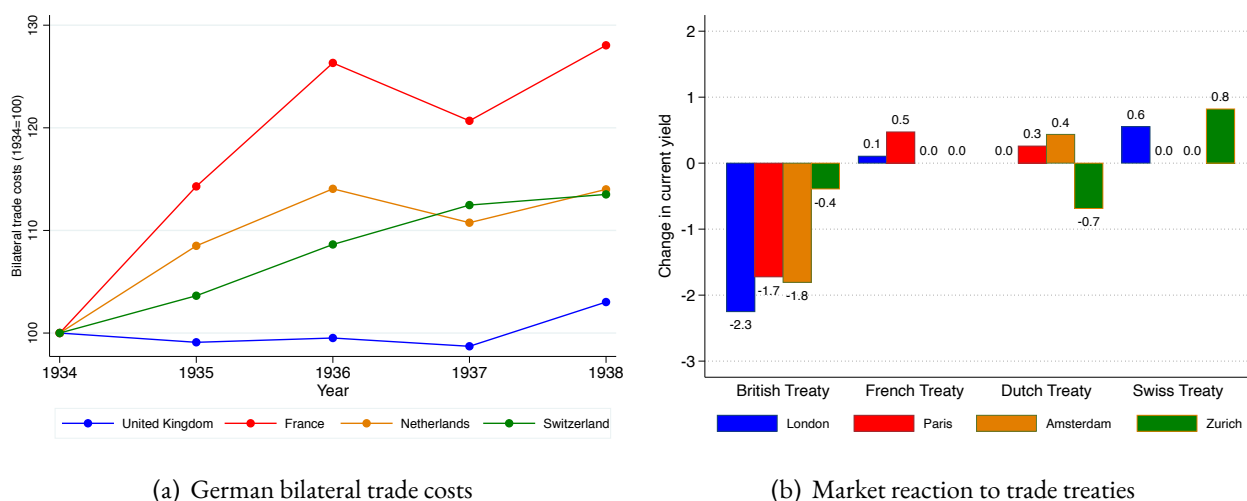 Bilateral trade costs (1934=100)
130
120
110
100
1934 1935 1936 1937 1938
Year
United Kingdom France Netherlands Switzerland
(a) German bilateral trade costs
Change in current yield
2
1
0
-1
-2
-3
-2.3 -1.7 -1.8 -0.4
0.1 0.5 0.0 0.0
0.0 0.3 0.4 -0.7
0.6 0.0 0.0 0.8
British Treaty French Treaty Dutch Treaty Swiss Treaty
London Paris Amsterdam Zurich
(b) Market reaction to trade treaties